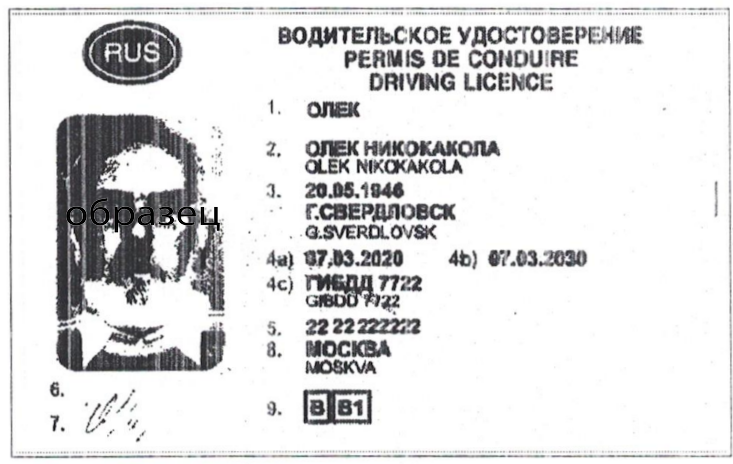 RUS
ВОДИТЕЛЬСКОЕ УДОСТОВЕРЕНИЕ
PERMIS DE CONDUIRE
DRIVING LICENCE
1. ОЛЕК
2. ОЛЕК НИКОКАКОЛА
OLEK NIKOKAKOLA
3. 20.05.1946
Г.СВЕРДЛОВСК
G.SVERDLOVSK
4a) 07.03.2020 4b) 07.03.2030
4c) ГИБДД 7722
GIBDD 7722
5. 22 22 222222
8. МОСКВА
MOSKVA
9. B B1
образец
6.
7.